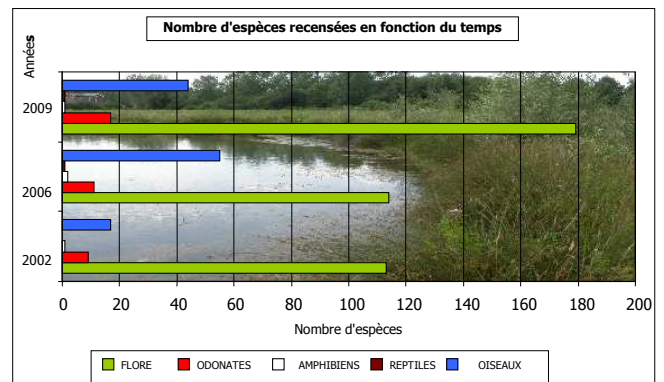 Nombre d'espèces recensées en fonction du temps
Années
2009
2006
2002
0 20 40 60 80 100 120 140 160 180 200
Nombre d'espèces
FLORE ODONATES AMPHIBIENS REPTILES OISEAUX